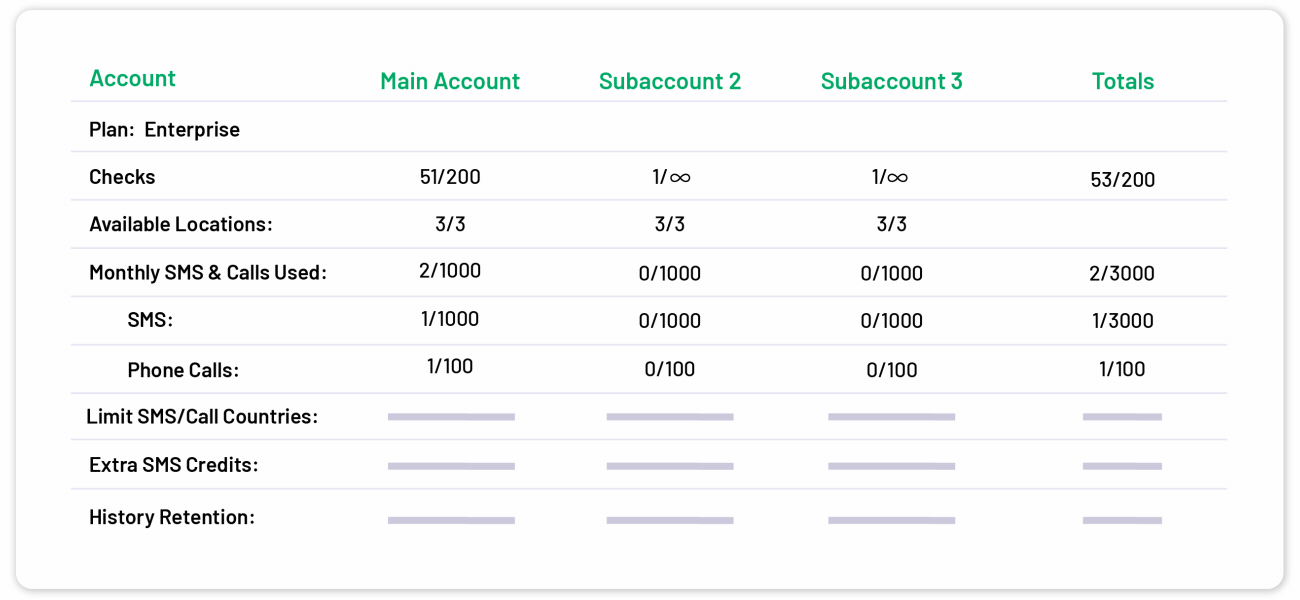 Account Main Account Subaccount 2 Subaccount 3 Totals
Plan: Enterprise
Checks 51/200 1/∞ 1/∞ 53/200
Available Locations: 3/3 3/3 3/3
Monthly SMS & Calls Used: 2/1000 0/1000 0/1000 2/3000
SMS: 1/1000 0/1000 0/1000 1/3000
Phone Calls: 1/100 0/100 0/100 1/100
Limit SMS/Call Countries:
Extra SMS Credits:
History Retention: